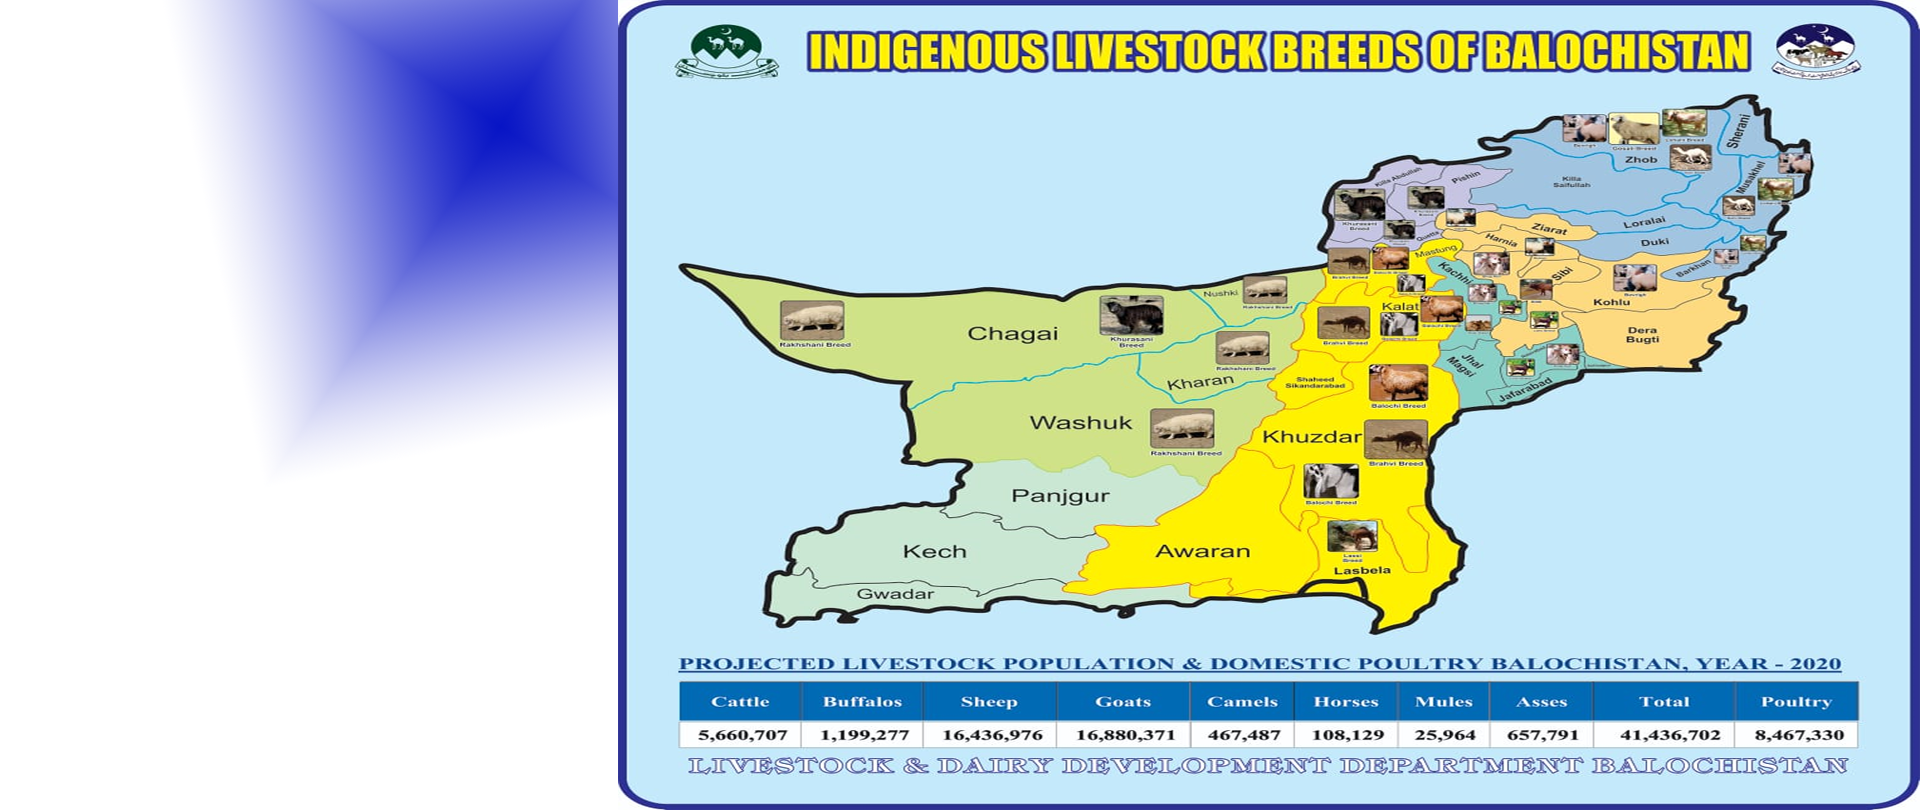 INDIGENOUS LIVESTOCK BREEDS OF BALOCHISTAN
Sherani
Zhob
Musakhel
Killa Abdullah
Pishin
Killa
Saifullah
Khurasani
Breed
Loralai
Ziarat
Duki
Quetta
Harnia
Mastung
Barkhan
Kachhi
Sibi
Brahvi Breed
Nushki
Rakhshani Breed
Kohlu
Kalat
Chagai
Khurasani
Breed
Rakhshani Breed
Brahvi Breed
Balochi Breed
Dera
Bugti
Rakhshani Breed
Kharan
Jhal
Magsi
Shaheed
Sikandarabad
Jafarabad
Balochi Breed
Washuk
Rakhshani Breed
Khuzdar
Brahvi Breed
Panjgur
Balochi Breed
Kech
Awaran
Lassi
Breed
Lasbela
Gwadar
PROJECTED LIVESTOCK POPULATION & DOMESTIC POULTRY BALOCHISTAN, YEAR - 2020
Cattle Buffalos Sheep Goats Camels Horses Mules Asses Total Poultry
5,660,707 1,199,277 16,436,976 16,880,371 467,487 108,129 25,964 657,791 41,436,702 8,467,330
LIVESTOCK & DAIRY DEVELOPMENT DEPARTMENT BALOCHISTAN